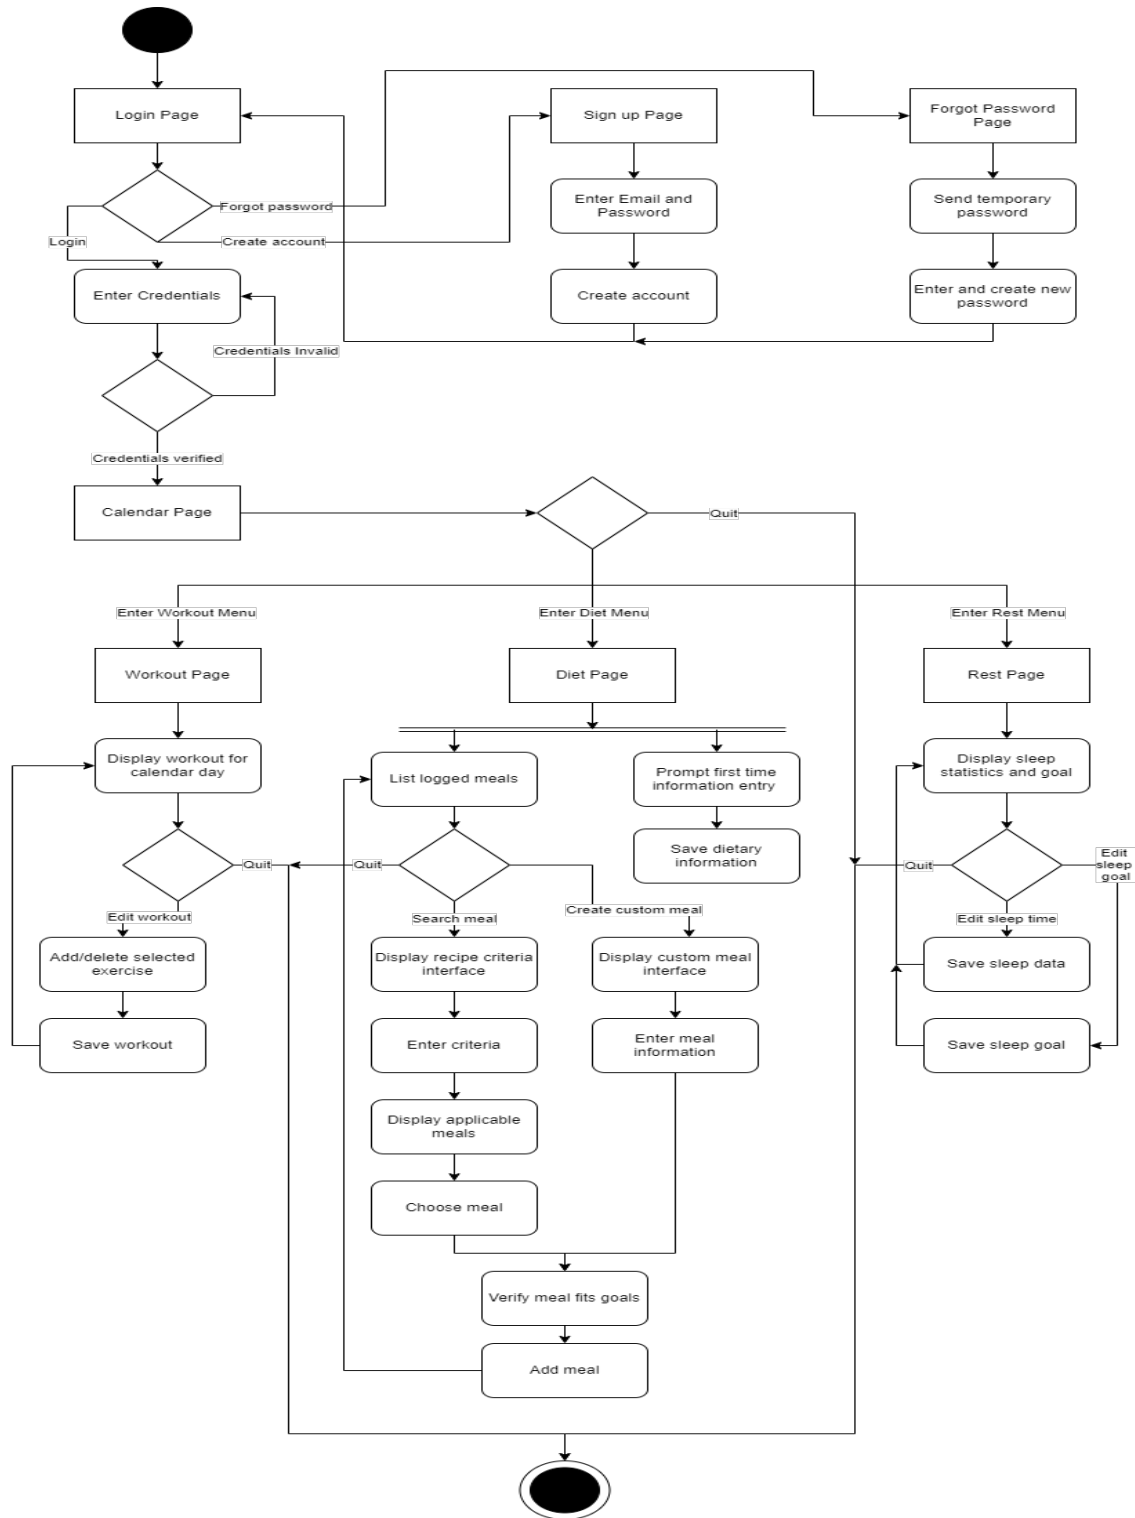 Login Page
Sign up Page
Forgot Password
Page
Forgot password
Enter Email and
Password
Send temporary
password
Login
Create account
Enter Credentials
Create account
Enter and create new
password
Credentials Invalid
Credentials verified
Calendar Page
Quit
Enter Workout Menu
Enter Diet Menu
Enter Rest Menu
Workout Page
Diet Page
Rest Page
Display workout for
calendar day
List logged meals
Prompt first time
information entry
Display sleep
statistics and goal
Save dietary
information
Quit
Quit
Quit
Edit
sleep
goal
Edit workout
Search meal
Create custom meal
Edit sleep time
Add/delete selected
exercise
Display recipe criteria
interface
Display custom meal
interface
Save sleep data
Save workout
Enter criteria
Enter meal
information
Save sleep goal
Display applicable
meals
Choose meal
Verify meal fits goals
Add meal